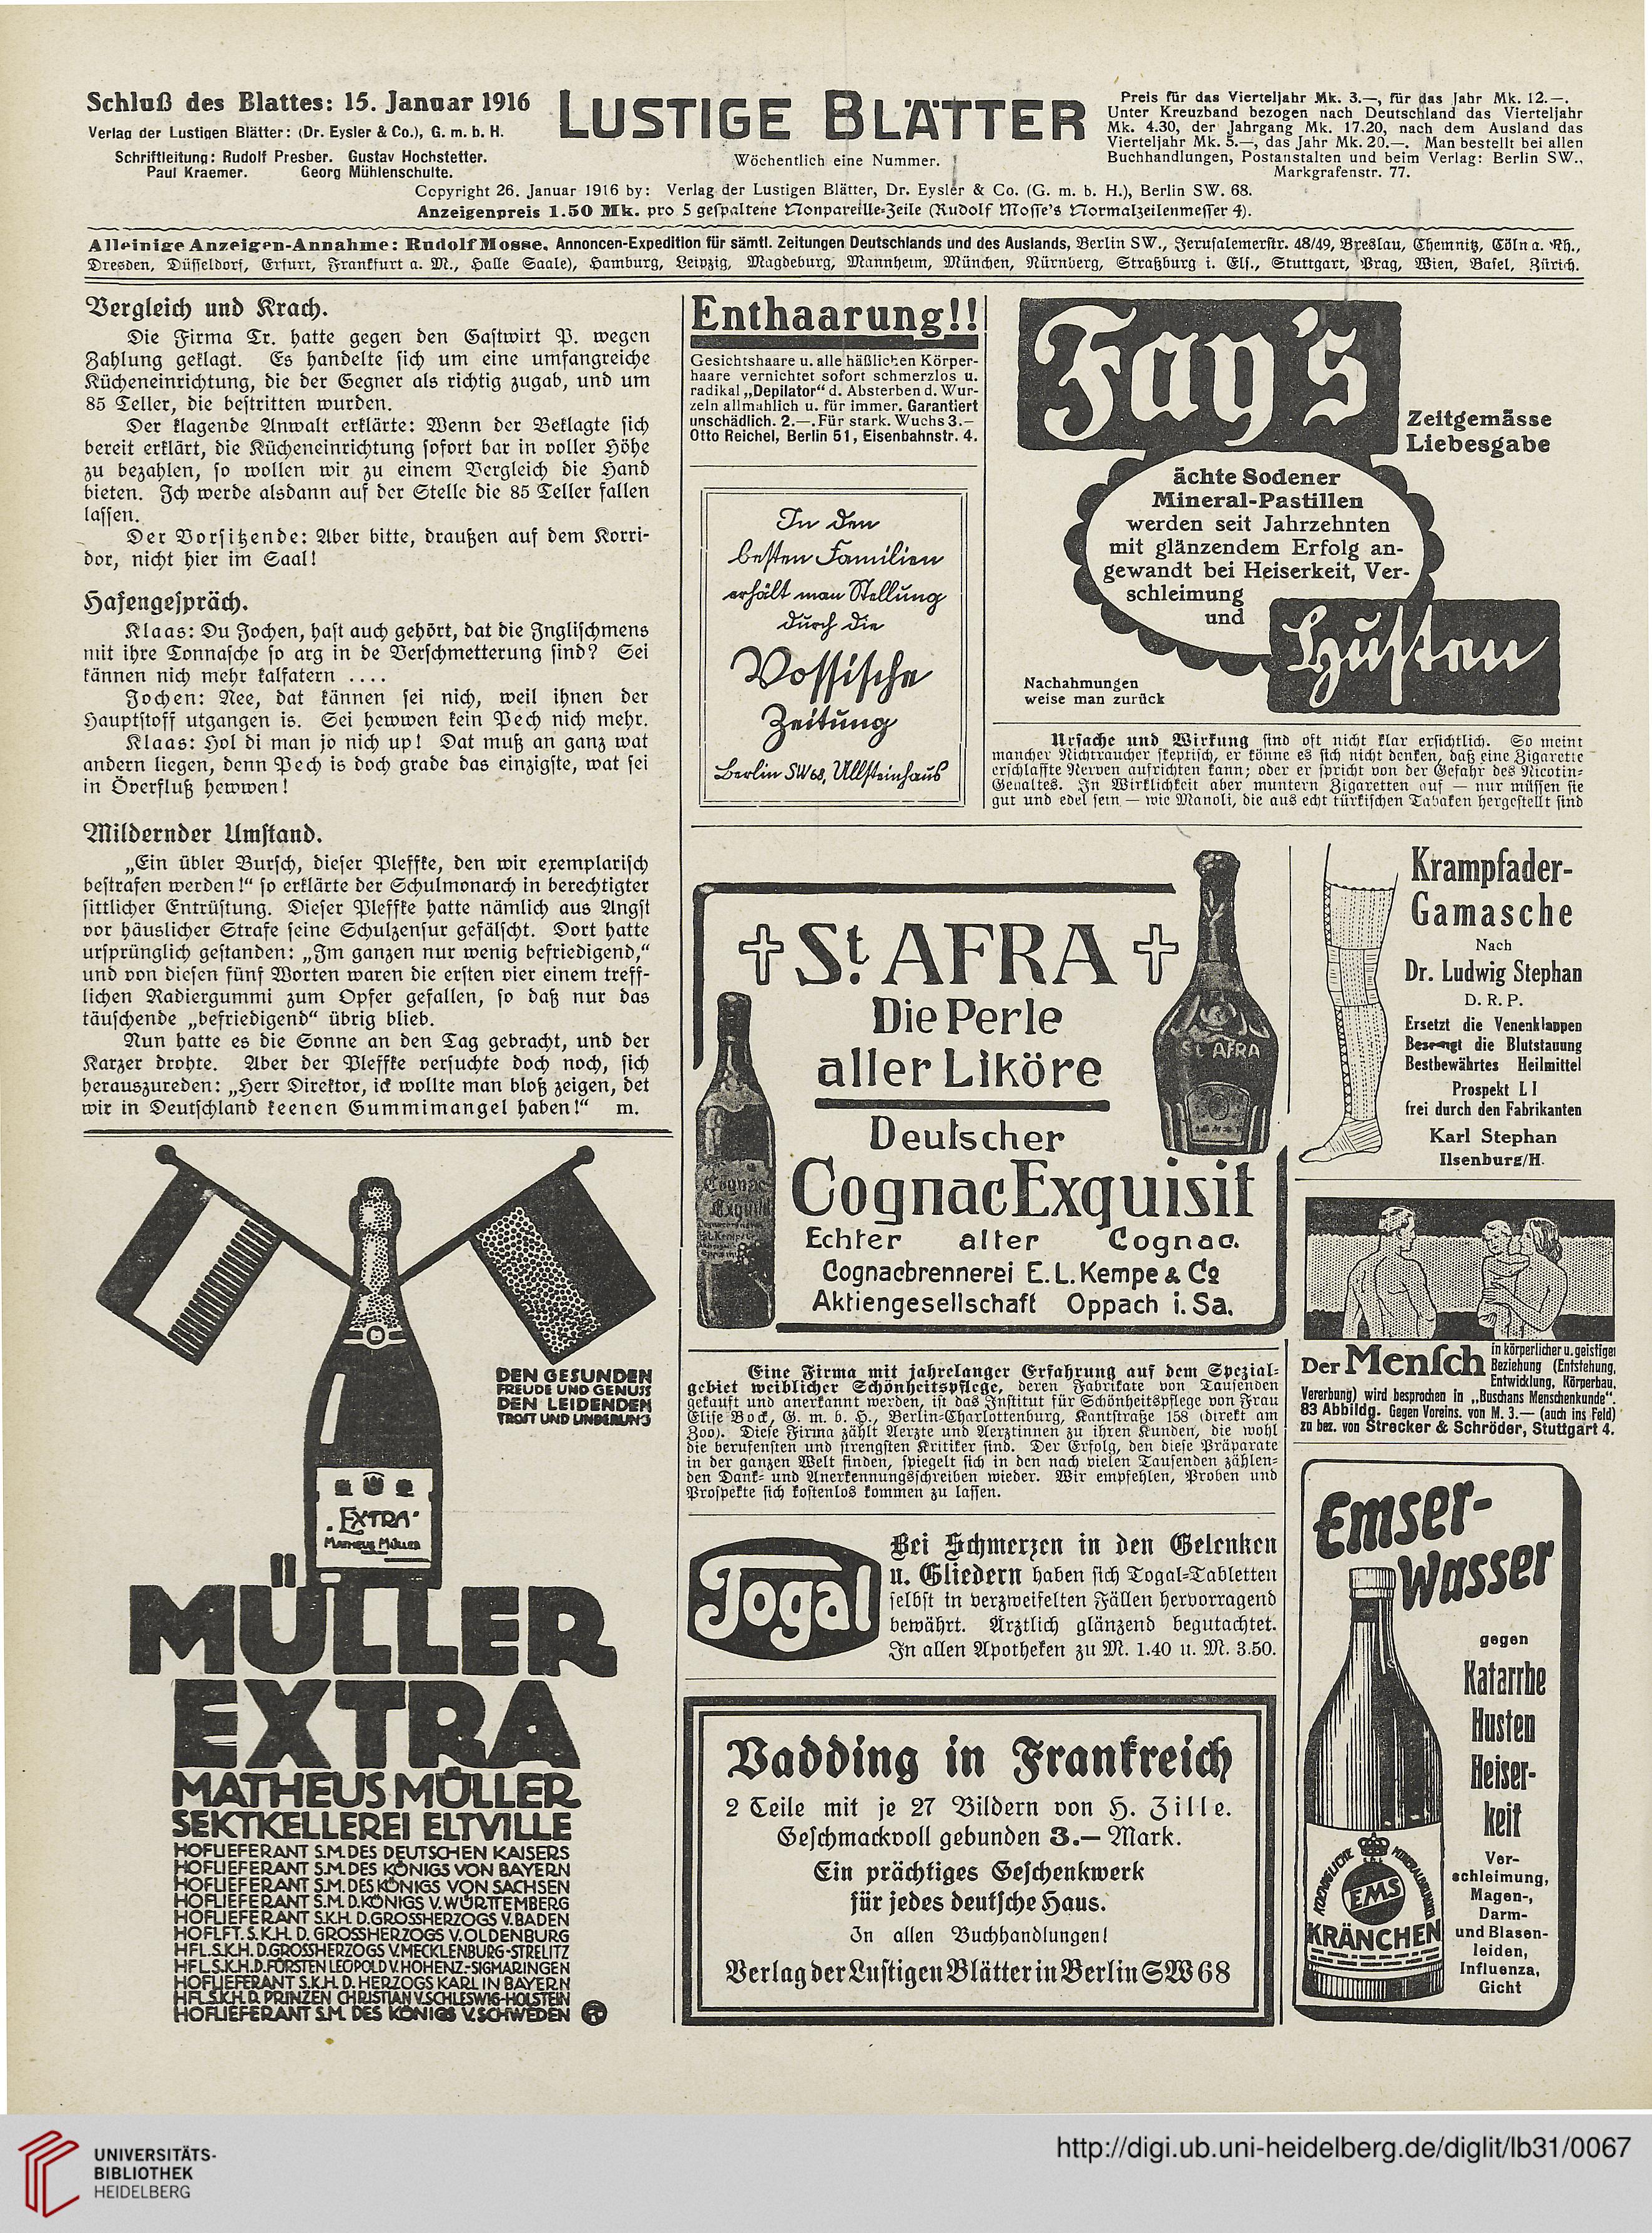 Schluß des Blattes: 15. Januar 1916
Verlag der Lustigen Blätter: (Dr. Eysler & Co.), G. m. b. H.
Schriftleitung: Rudolf Presber. Gustav Hochstetter.
Paul Kraemer. Georg Mühlenschulte.
LUSTIGE BLÄTTER
Wöchentlich eine Nummer.
Preis für das Vierteljahr Mk. 3.—, für das Jahr Mk. 12.—.
Unter Kreuzband bezogen nach Deutschland das Vierteljahr
Mk. 4.30, der Jahrgang Mk. 17.20, nach dem Ausland das
Vierteljahr Mk. 5.—, das Jahr Mk. 20.—. Man bestellt bei allen
Buchhandlungen, Postanstalten und beim Verlag: Berlin SW.,
Markgrafenstr. 77.
Copyright 26. Januar 1916 by: Verlag der Lustigen Blätter, Dr. Eysler & Co. (G. m. b. H.), Berlin SW. 68.
Anzeigenpreis 1.50 Mk. pro 5 gespaltene Nonpareille-Zeile (Rudolf Mosse's Normalzeilenmesser 4).
Alleinige Anzeigen-Annahme: Rudolf Mosse, Annoncen-Expedition für sämtl. Zeitungen Deutschlands und des Auslands, Berlin SW., Jerusalemerstr. 48/49, Breslau, Chemnitz, Cöln a. Rh.,
Dresden, Düsseldorf, Erfurt, Frankfurt a. M., Halle Saale), Hamburg, Leipzig, Magdeburg, Mannheim, München, Nürnberg, Straßburg i. Els., Stuttgart, Prag, Wien, Basel, Zürich.
Vergleich und Krach.
Die Firma Tr. hatte gegen den Gastwirt P. wegen
Zahlung geklagt. Es handelte sich um eine umfangreiche
Kücheneinrichtung, die der Gegner als richtig zugab, und um
85 Teller, die bestritten wurden.
Der klagende Anwalt erklärte: Wenn der Beklagte sich
bereit erklärt, die Kücheneinrichtung sofort bar in voller Höhe
zu bezahlen, so wollen wir zu einem Vergleich die Hand
bieten. Ich werde alsdann auf der Stelle die 85 Teller fallen
lassen.
Der Vorsitzende: Aber bitte, draußen auf dem Korri-
dor, nicht hier im Saal!
Hafengespräch.
Klaas: Du Jochen, hast auch gehört, dat die Inglischmens
mit ihre Tonnasche so arg in de Verschmetterung sind? Sei
kännen nich mehr kalfatern ....
Jochen: Nee, dat kännen sei nich, weil ihnen der
Hauptstoff utgangen is. Sei hewwen kein Pech nich mehr.
Klaas: Hol di man jo nich up! Dat muß an ganz wat
andern liegen, denn Pech is doch grade das einzigste, wat sei
in Överfluß hewwen!
Mildernder Umstand.
„Ein übler Bursch, dieser Pleffke, den wir exemplarisch
bestrafen werden!“ so erklärte der Schulmonarch in berechtigter
sittlicher Entrüstung. Dieser Pleffke hatte nämlich aus Angst
vor häuslicher Strafe seine Schulzensur gefälscht. Dort hatte
ursprünglich gestanden: „Im ganzen nur wenig befriedigend,“
und von diesen fünf Worten waren die ersten vier einem treff-
lichen Radiergummi zum Opfer gefallen, so daß nur das
täuschende „befriedigend“ übrig blieb.
Nun hatte es die Sonne an den Tag gebracht, und der
Karzer drohte. Aber der Pleffke versuchte doch noch, sich
herauszureden: „Herr Direktor, ick wollte man bloß zeigen, det
wir in Deutschland keenen Gummimangel haben!“ m.
DEN GESUNDEN
FREUDE UND GENUSS
DEN LEIDENDEN
TROST UND LINDERUNG
EXTRA
MATHEUS MÜLLER
MÜLLER
EXTRA
MATHEUS MÜLLER
SEKTKELLEREI ELTVILLE
HOFLIEFERANT S.M. DES DEUTSCHEN KAISERS
HOFLIEFERANT S.M. DES KÖNIGS VON BAYERN
HOFLIEFERANT S.M. DES KÖNIGS VON SACHSEN
HOFLIEFERANT S.M. D. KÖNIGS V. WÜRTTEMBERG
HOFLIEFERANT S.K.H. D. GROSSHERZOGS V. BADEN
HOFLFT. S.K.H. D. GROSSHERZOGS V. OLDENBURG
HFL. S.K.H. D. GROSSHERZOGS V. MECKLENBURG-STRELITZ
HFL. S.K.H. D. FÜRSTEN LEOPOLD V. HOHENZ.-SIGMARINGEN
HOFLIEFERANT S.K.H. D. HERZOGS KARL IN BAYERN
HFL. S.K.H. D. PRINZEN CHRISTIAN V. SCHLESWIG-HOLSTEIN
HOFLIEFERANT S.M. DES KÖNIGS V. SCHWEDEN
Enthaarung!!
Gesichtshaare u. alle häßlichen Körper-
haare vernichtet sofort schmerzlos u.
radikal „Depilator“ d. Absterben d. Wur-
zeln allmählich u. für immer. Garantiert
unschädlich. 2.—. Für stark. Wuchs 3.—
Otto Reichel, Berlin 51, Eisenbahnstr. 4.
In den
besten Familien
erhält man Stellung
durch die
Vossische
Zeitung
Berlin SW 68, Ullsteinhaus
Fay's
Zeitgemässe
Liebesgabe
ächte Sodener
Mineral-Pastillen
werden seit Jahrzehnten
mit glänzendem Erfolg an-
gewandt bei Heiserkeit, Ver-
schleimung
und
Husten
Nachahmungen
weise man zurück
Ursache und Wirkung sind oft nicht klar ersichtlich. So meint
mancher Nichtraucher skeptisch, er könne es sich nicht denken, daß eine Zigarette
erschlaffte Nerven aufrichten kann; oder er spricht von der Gefahr des Nicotin-
Gehaltes. In Wirklichkeit aber muntern Zigaretten auf — nur müssen sie
gut und edel sein — wie Manoli, die aus echt türkischen Tabaken hergestellt sind
St. AFRA
Die Perle
aller Liköre
ST. AFRA
Deutscher
Cognac Exquisit
Cognac
Exquisit
Echter alter Cognac.
Cognacbrennerei E. L. Kempe & Co
Aktiengesellschaft Oppach i. Sa.
Krampfader-
Gamasche
Nach
Dr. Ludwig Stephan
D. R. P.
Ersetzt die Venenklappen
Beseitigt die Blutstauung
Bestbewährtes Heilmittel
Prospekt L I
frei durch den Fabrikanten
Karl Stephan
Ilsenburg/H.
Der Mensch in körperlicher u. geistiger
Beziehung (Entstehung,
Entwicklung, Körperbau,
Vererbung) wird besprochen in „Buschans Menschenkunde“.
83 Abbildg. Gegen Voreins. von M. 3.— (auch ins Feld)
zu bez. von Strecker & Schröder, Stuttgart 4.
Eine Firma mit jahrelanger Erfahrung auf dem Spezial-
gebiet weiblicher Schönheitspflege, deren Fabrikate von Tausenden
gekauft und anerkannt werden, ist das Institut für Schönheitspflege von Frau
Elise Bock, G. m. b. H., Berlin-Charlottenburg, Kantstraße 158 (direkt am
Zoo). Diese Firma zählt Aerzte und Aerztinnen zu ihren Kunden, die wohl
die berufensten und strengsten Kritiker sind. Der Erfolg, den diese Präparate
in der ganzen Welt finden, spiegelt sich in den nach vielen Tausenden zählen-
den Dank- und Anerkennungsschreiben wieder. Wir empfehlen, Proben und
Prospekte sich kostenlos kommen zu lassen.
Togal
Bei Schmerzen in den Gelenken
u. Gliedern haben sich Togal-Tabletten
selbst in verzweifelten Fällen hervorragend
bewährt. Ärztlich glänzend begutachtet.
In allen Apotheken zu M. 1.40 u. M. 3.50.
Vadding in Frankreich
2 Teile mit je 27 Bildern von H. Zille.
Geschmackvoll gebunden 3.— Mark.
Ein prächtiges Geschenkwerk
für jedes deutsche Haus.
In allen Buchhandlungen!
Verlag der Lustigen Blätter in Berlin SW 68
Emser-
Wasser
gegen
Katarrhe
Husten
Heiser-
keit
Ver-
schleimung,
Magen-,
Darm-
und Blasen-
leiden,
Influenza,
Gicht
KOENIGLICHE MINERALBRUNNEN
EMS
KRÄNCHEN
UNIVERSITÄTS-
BIBLIOTHEK
HEIDELBERG
http://digi.ub.uni-heidelberg.de/diglit/lb31/0067